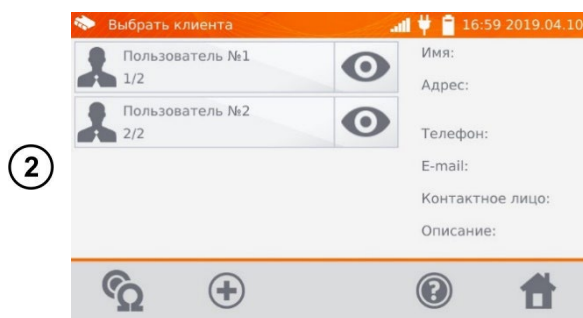 Выбрать клиента
16:59 2019.04.10
Пользователь №1
1/2
Пользователь №2
2/2
Имя:
Адрес:
Телефон:
E-mail:
Контактное лицо:
Описание:
2